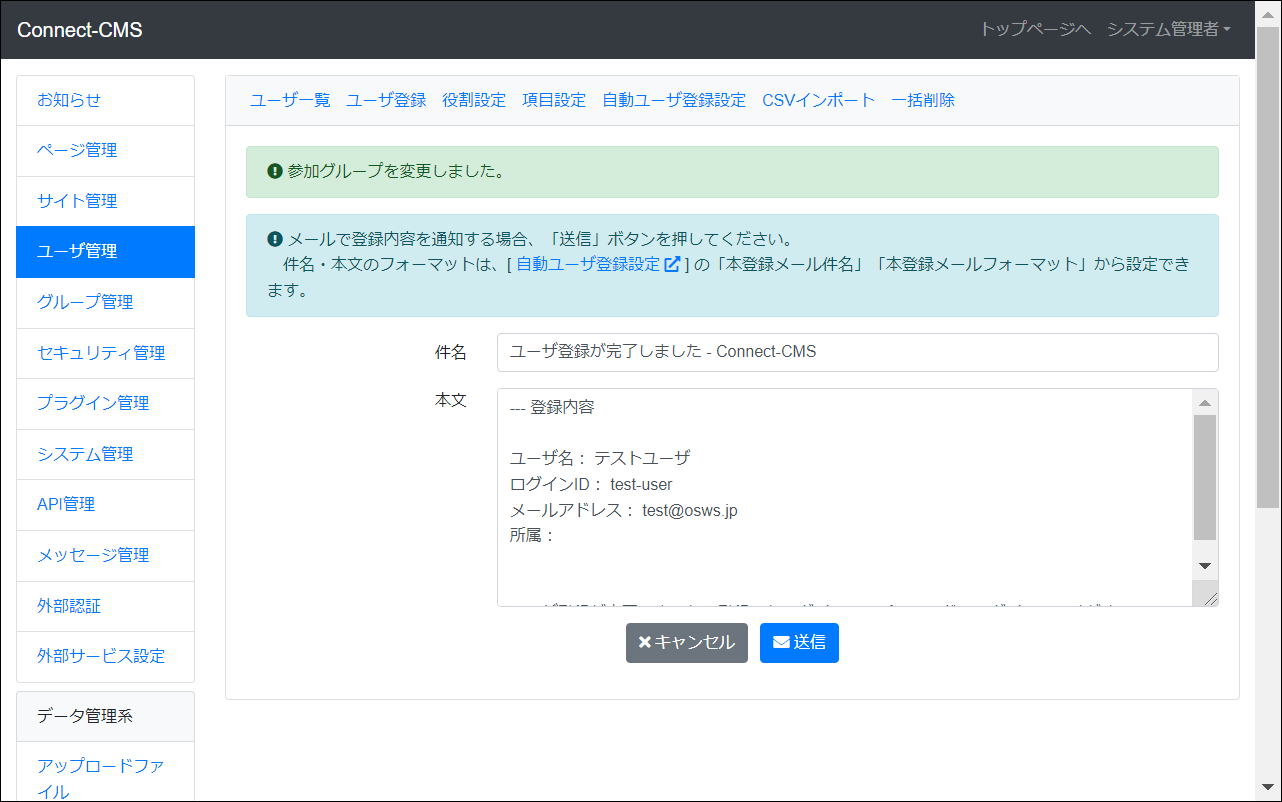 Connect-CMS
トップページへ システム管理者
お知らせ
ページ管理
サイト管理
ユーザ管理
グループ管理
セキュリティ管理
プラグイン管理
システム管理
API管理
メッセージ管理
外部認証
外部サービス設定
データ管理系
アップロードファ
イル
ユーザ一覧 ユーザ登録 役割設定 項目設定 自動ユーザ登録設定 CSVインポート 一括削除
参加グループを変更しました。
メールで登録内容を通知する場合、「送信」ボタンを押してください。
件名・本文のフォーマットは、[ 自動ユーザ登録設定 ] の「本登録メール件名」「本登録メールフォーマット」から設定でき
ます。
件名 ユーザ登録が完了しました - Connect-CMS
本文
--- 登録内容
ユーザ名： テストユーザ
ログインID： test-user
メールアドレス： test@osws.jp
所属：
キャンセル 送信